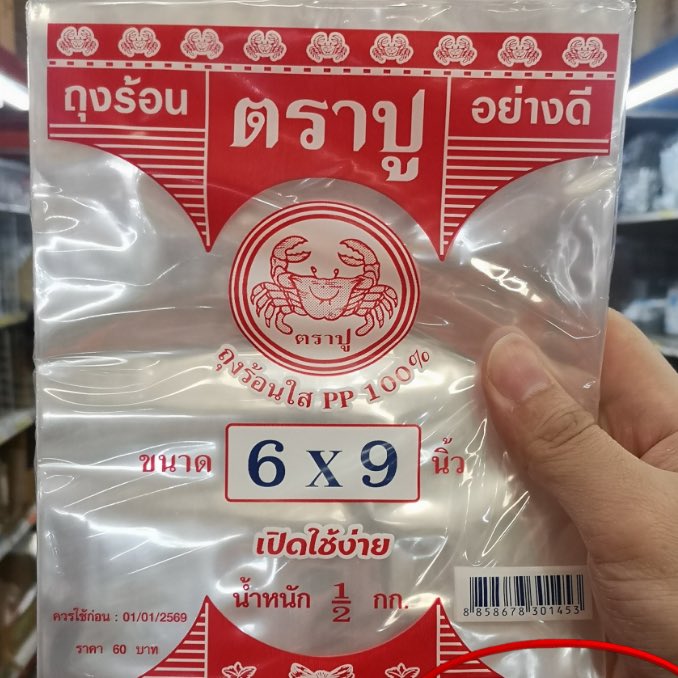 ถุงร้อน
ตราปู
อย่างดี
ตราปู
ถุงร้อนใส PP 100%
ขนาด 6 x 9 นิ้ว
เปิดใช้ง่าย
น้ำหนัก 1/2 กก.
8 858678 301453
ควรใช้ก่อน : 01/01/2569
ราคา 60 บาท